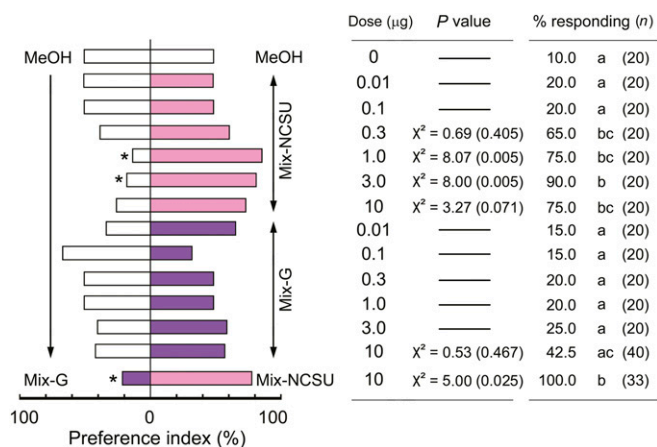 Dose (µg) P value % responding (n)
MeOH MeOH 0 —— 10.0 a (20)
0.01 —— 20.0 a (20)
0.1 —— 20.0 a (20)
0.3 χ² = 0.69 (0.405) 65.0 bc (20)
* 1.0 χ² = 8.07 (0.005) 75.0 bc (20)
* 3.0 χ² = 8.00 (0.005) 90.0 b (20)
10 χ² = 3.27 (0.071) 75.0 bc (20)
Mix-NCSU
0.01 —— 15.0 a (20)
0.1 —— 15.0 a (20)
0.3 —— 20.0 a (20)
1.0 —— 20.0 a (20)
3.0 —— 25.0 a (20)
10 χ² = 0.53 (0.467) 42.5 ac (40)
Mix-G
Mix-G * Mix-NCSU 10 χ² = 5.00 (0.025) 100.0 b (33)
100 0 100
Preference index (%)